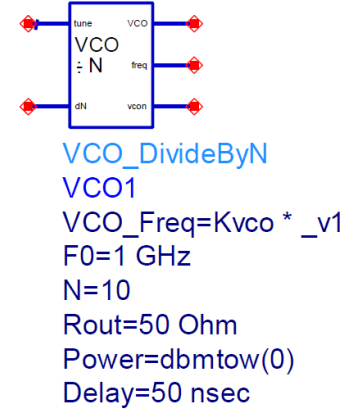 tune VCO
VCO
÷ N freq
dN vcon
VCO_DivideByN
VCO1
VCO_Freq=Kvco * _v1
F0=1 GHz
N=10
Rout=50 Ohm
Power=dbmtow(0)
Delay=50 nsec